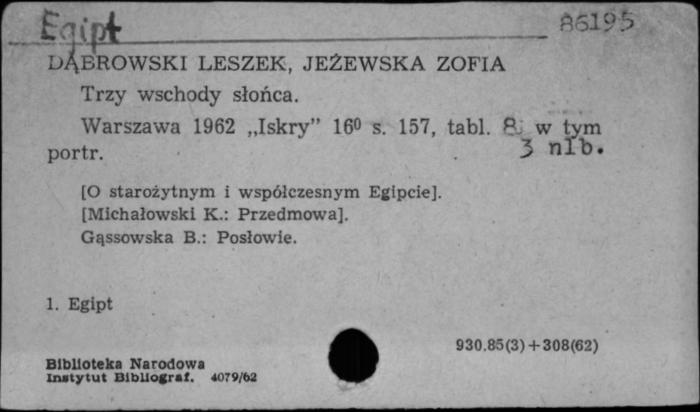 Egipt 86195
DĄBROWSKI LESZEK, JEŻEWSKA ZOFIA
Trzy wschody słońca.
Warszawa 1962 „Iskry” 16⁰ s. 157, tabl. 8 w tym
portr. 3 nlb.
[O starożytnym i współczesnym Egipcie].
[Michałowski K.: Przedmowa].
Gąssowska B.: Posłowie.
1. Egipt
930.85(3)+308(62)
Biblioteka Narodowa
Instytut Bibliograf. 4079/62